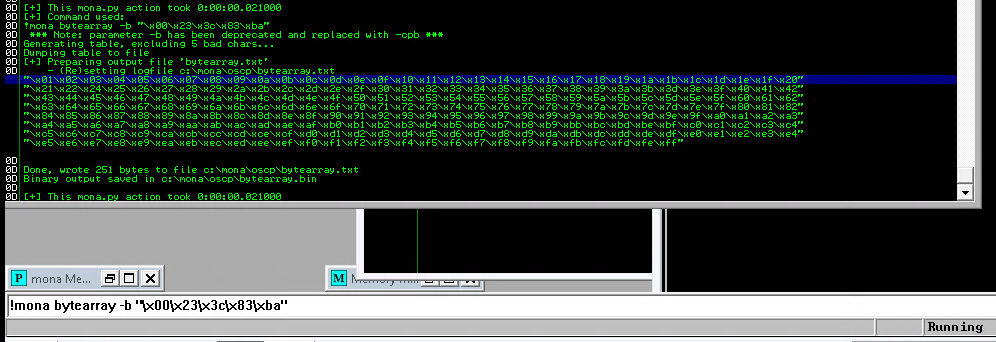 0D [+] This mona.py action took 0:00:00.021000
0D [+] Command used:
0D !mona bytearray -b "\x00\x23\x3c\x83\xba"
0D *** Note: parameter -b has been deprecated and replaced with -cpb ***
0D Generating table, excluding 5 bad chars...
0D Dumping table to file
0D [+] Preparing output file 'bytearray.txt'
0D - (Re)setting logfile c:\mona\oscp\bytearray.txt
"\x01\x02\x03\x04\x05\x06\x07\x08\x09\x0a\x0b\x0c\x0d\x0e\x0f\x10\x11\x12\x13\x14\x15\x16\x17\x18\x19\x1a\x1b\x1c\x1d\x1e\x1f\x20"
"\x21\x22\x24\x25\x26\x27\x28\x29\x2a\x2b\x2c\x2d\x2e\x2f\x30\x31\x32\x33\x34\x35\x36\x37\x38\x39\x3a\x3b\x3d\x3e\x3f\x40\x41\x42"
"\x43\x44\x45\x46\x47\x48\x49\x4a\x4b\x4c\x4d\x4e\x4f\x50\x51\x52\x53\x54\x55\x56\x57\x58\x59\x5a\x5b\x5c\x5d\x5e\x5f\x60\x61\x62"
"\x63\x64\x65\x66\x67\x68\x69\x6a\x6b\x6c\x6d\x6e\x6f\x70\x71\x72\x73\x74\x75\x76\x77\x78\x79\x7a\x7b\x7c\x7d\x7e\x7f\x80\x81\x82"
"\x84\x85\x86\x87\x88\x89\x8a\x8b\x8c\x8d\x8e\x8f\x90\x91\x92\x93\x94\x95\x96\x97\x98\x99\x9a\x9b\x9c\x9d\x9e\x9f\xa0\xa1\xa2\xa3"
"\xa4\xa5\xa6\xa7\xa8\xa9\xaa\xab\xac\xad\xae\xaf\xb0\xb1\xb2\xb3\xb4\xb5\xb6\xb7\xb8\xb9\xbb\xbc\xbd\xbe\xbf\xc0\xc1\xc2\xc3\xc4"
"\xc5\xc6\xc7\xc8\xc9\xca\xcb\xcc\xcd\xce\xcf\xd0\xd1\xd2\xd3\xd4\xd5\xd6\xd7\xd8\xd9\xda\xdb\xdc\xdd\xde\xdf\xe0\xe1\xe2\xe3\xe4"
"\xe5\xe6\xe7\xe8\xe9\xea\xeb\xec\xed\xee\xef\xf0\xf1\xf2\xf3\xf4\xf5\xf6\xf7\xf8\xf9\xfa\xfb\xfc\xfd\xfe\xff"
0D
0D Done, wrote 251 bytes to file c:\mona\oscp\bytearray.txt
0D Binary output saved in c:\mona\oscp\bytearray.bin
0D
0D [+] This mona.py action took 0:00:00.021000
P mona Me...
M
!mona bytearray -b "\x00\x23\x3c\x83\xba"
Running